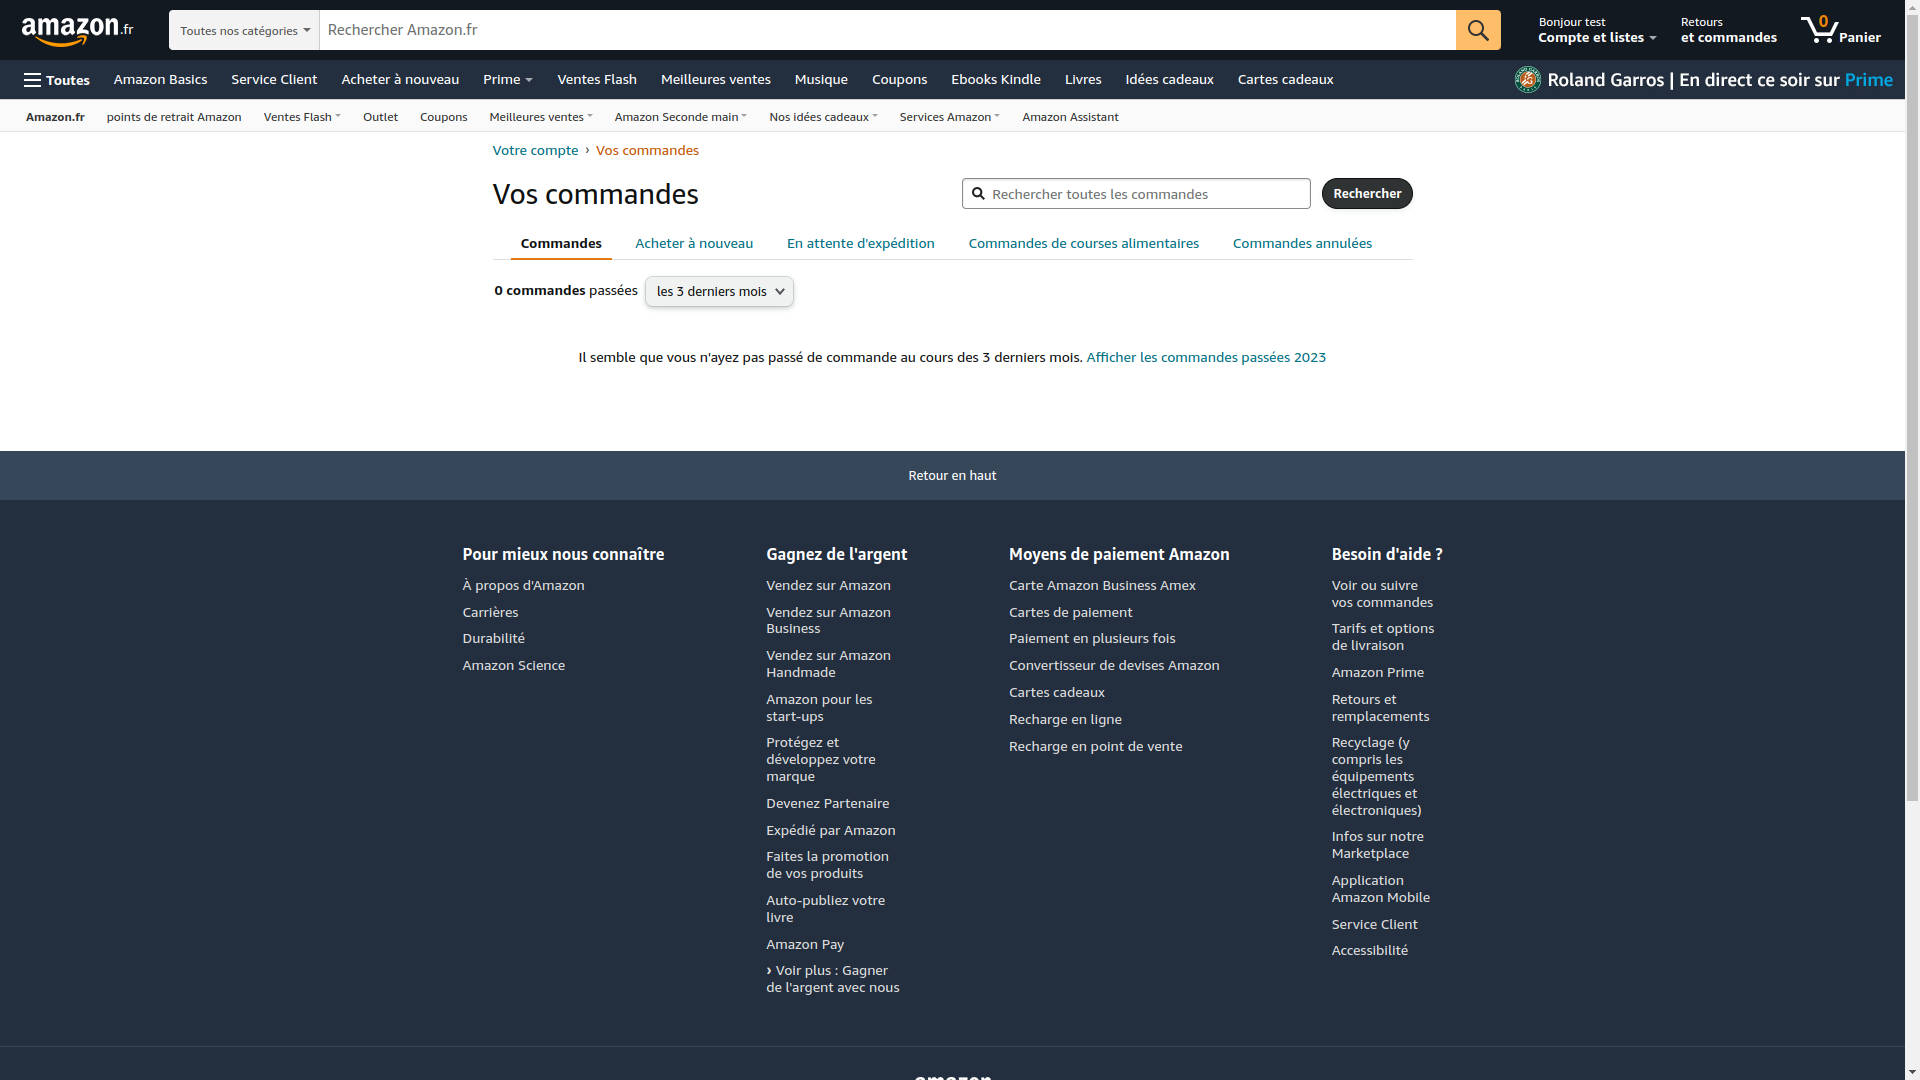 amazon.fr
Toutes nos catégories
Rechercher Amazon.fr
Bonjour test
Compte et listes
Retours
et commandes
0
Panier
Toutes
Amazon Basics
Service Client
Acheter à nouveau
Prime
Ventes Flash
Meilleures ventes
Musique
Coupons
Ebooks Kindle
Livres
Idées cadeaux
Cartes cadeaux
Roland Garros | En direct ce soir sur Prime
Amazon.fr
points de retrait Amazon
Ventes Flash
Outlet
Coupons
Meilleures ventes
Amazon Seconde main
Nos idées cadeaux
Services Amazon
Amazon Assistant
Votre compte › Vos commandes
Vos commandes
Rechercher toutes les commandes
Rechercher
Commandes
Acheter à nouveau
En attente d'expédition
Commandes de courses alimentaires
Commandes annulées
0 commandes passées
les 3 derniers mois
Il semble que vous n'ayez pas passé de commande au cours des 3 derniers mois. Afficher les commandes passées 2023
Retour en haut
Pour mieux nous connaître
À propos d'Amazon
Carrières
Durabilité
Amazon Science
Gagnez de l'argent
Vendez sur Amazon
Vendez sur Amazon
Business
Vendez sur Amazon
Handmade
Amazon pour les
start-ups
Protégez et
développez votre
marque
Devenez Partenaire
Expédié par Amazon
Faites la promotion
de vos produits
Auto-publiez votre
livre
Amazon Pay
› Voir plus : Gagner
de l'argent avec nous
Moyens de paiement Amazon
Carte Amazon Business Amex
Cartes de paiement
Paiement en plusieurs fois
Convertisseur de devises Amazon
Cartes cadeaux
Recharge en ligne
Recharge en point de vente
Besoin d'aide ?
Voir ou suivre
vos commandes
Tarifs et options
de livraison
Amazon Prime
Retours et
remplacements
Recyclage (y
compris les
équipements
électriques et
électroniques)
Infos sur notre
Marketplace
Application
Amazon Mobile
Service Client
Accessibilité
amazon